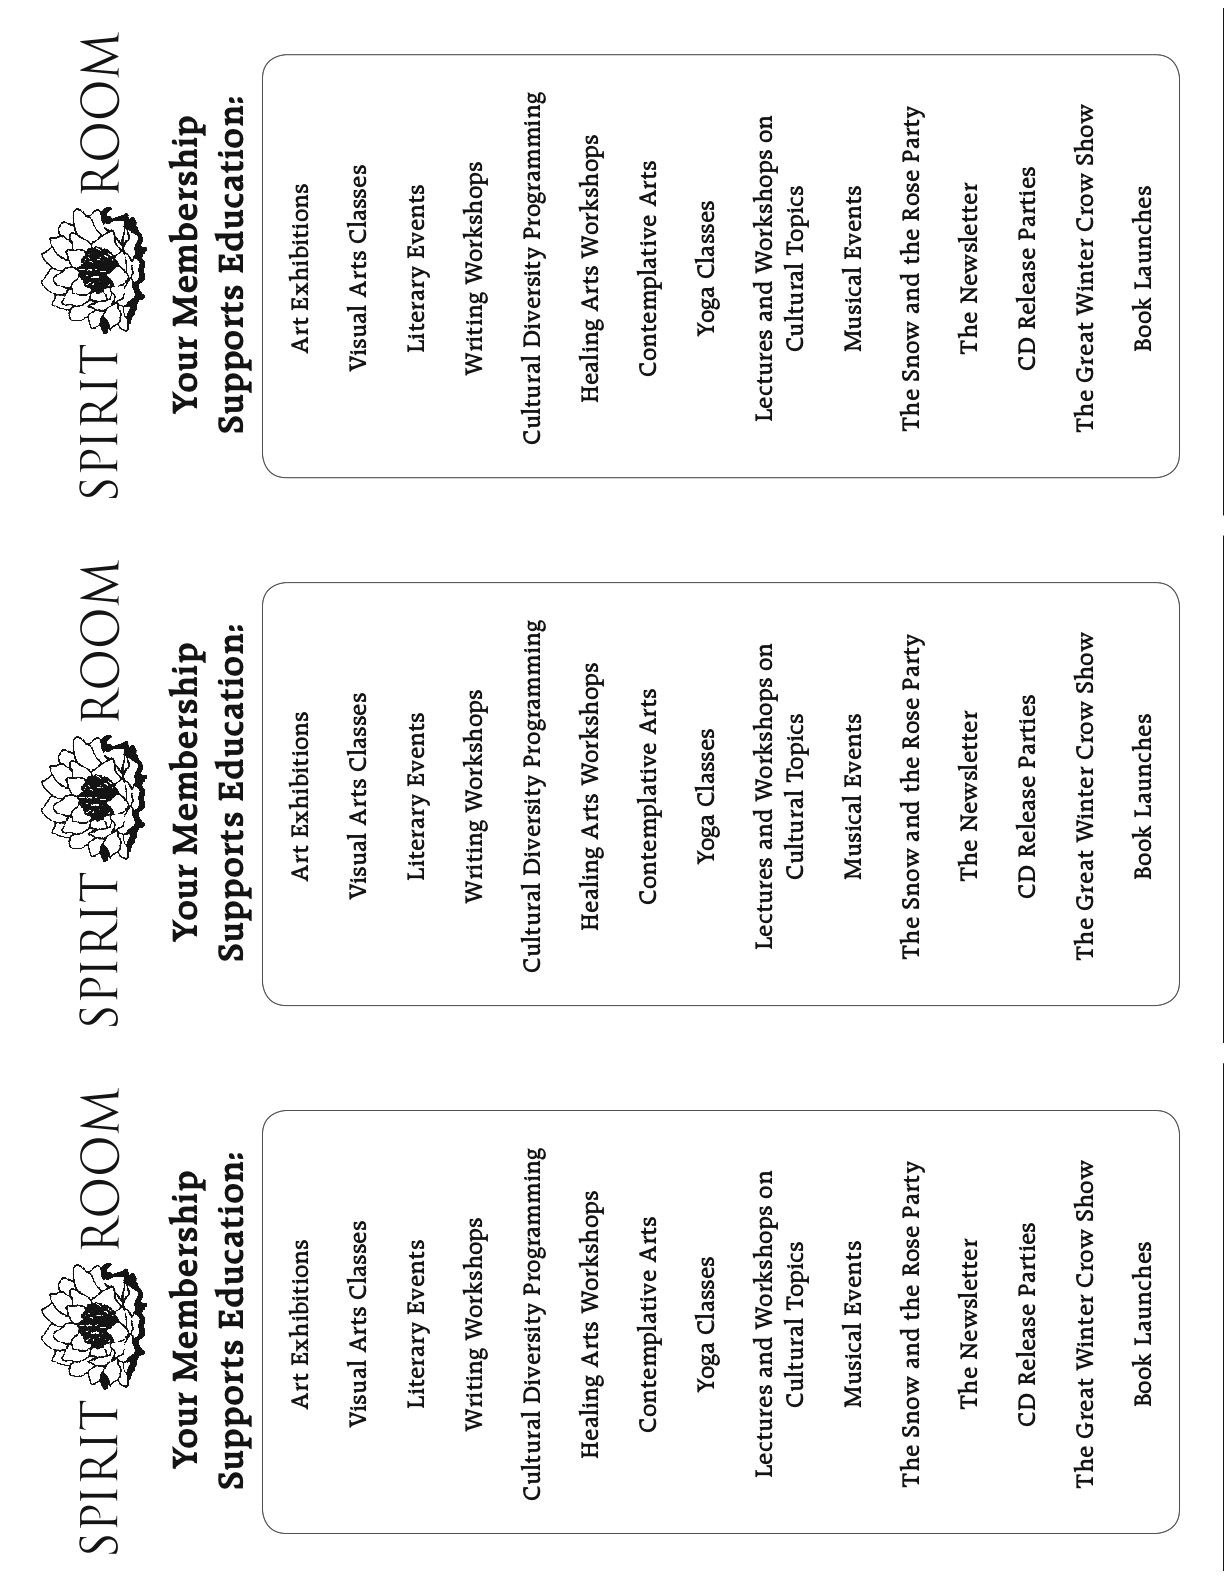 SPIRIT ROOM
Your Membership
Supports Education:
Art Exhibitions
Visual Arts Classes
Literary Events
Writing Workshops
Cultural Diversity Programming
Healing Arts Workshops
Contemplative Arts
Yoga Classes
Lectures and Workshops on
Cultural Topics
Musical Events
The Snow and the Rose Party
The Newsletter
CD Release Parties
The Great Winter Crow Show
Book Launches
SPIRIT ROOM
Your Membership
Supports Education:
Art Exhibitions
Visual Arts Classes
Literary Events
Writing Workshops
Cultural Diversity Programming
Healing Arts Workshops
Contemplative Arts
Yoga Classes
Lectures and Workshops on
Cultural Topics
Musical Events
The Snow and the Rose Party
The Newsletter
CD Release Parties
The Great Winter Crow Show
Book Launches
SPIRIT ROOM
Your Membership
Supports Education:
Art Exhibitions
Visual Arts Classes
Literary Events
Writing Workshops
Cultural Diversity Programming
Healing Arts Workshops
Contemplative Arts
Yoga Classes
Lectures and Workshops on
Cultural Topics
Musical Events
The Snow and the Rose Party
The Newsletter
CD Release Parties
The Great Winter Crow Show
Book Launches